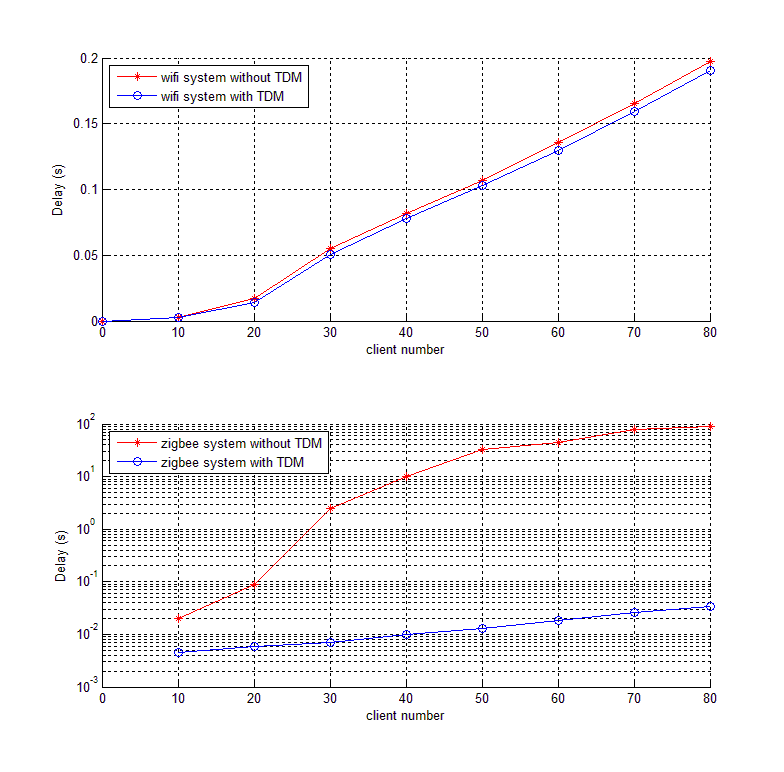 0.2
wifi system without TDM
wifi system with TDM
0.15
Delay (s)
0.1
0.05
0
0 10 20 30 40 50 60 70 80
client number
10^2
zigbee system without TDM
zigbee system with TDM
10^1
10^0
Delay (s)
10^-1
10^-2
10^-3
0 10 20 30 40 50 60 70 80
client number